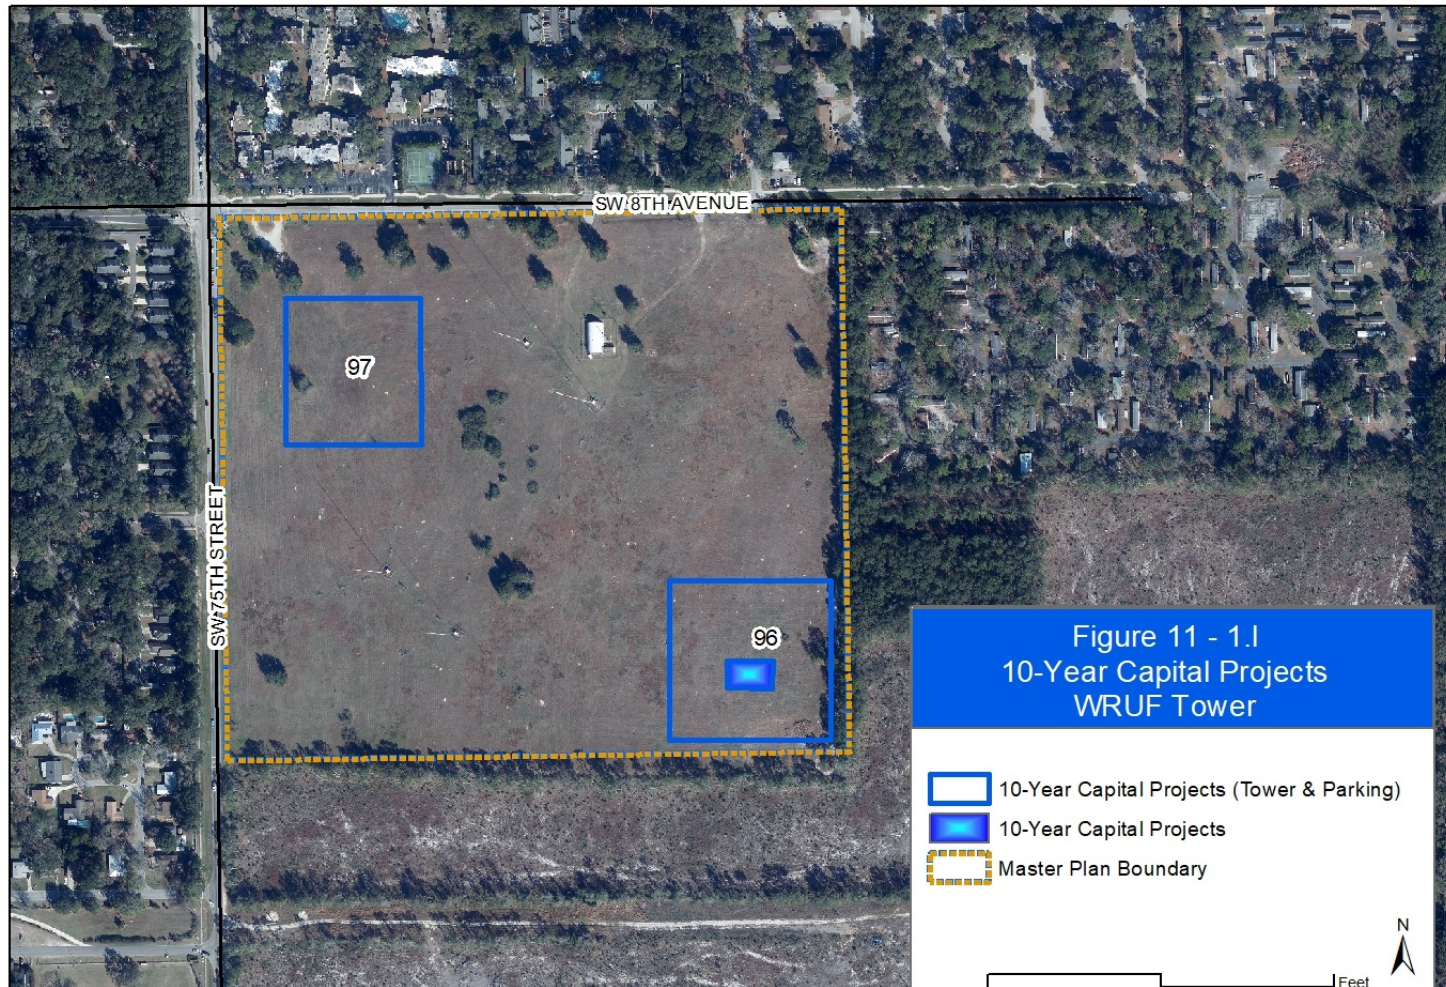 SW 8TH AVENUE
97
SW 75TH STREET
96
Figure 11 - 1.I
10-Year Capital Projects
WRUF Tower
10-Year Capital Projects (Tower & Parking)
10-Year Capital Projects
Master Plan Boundary
N
Feet